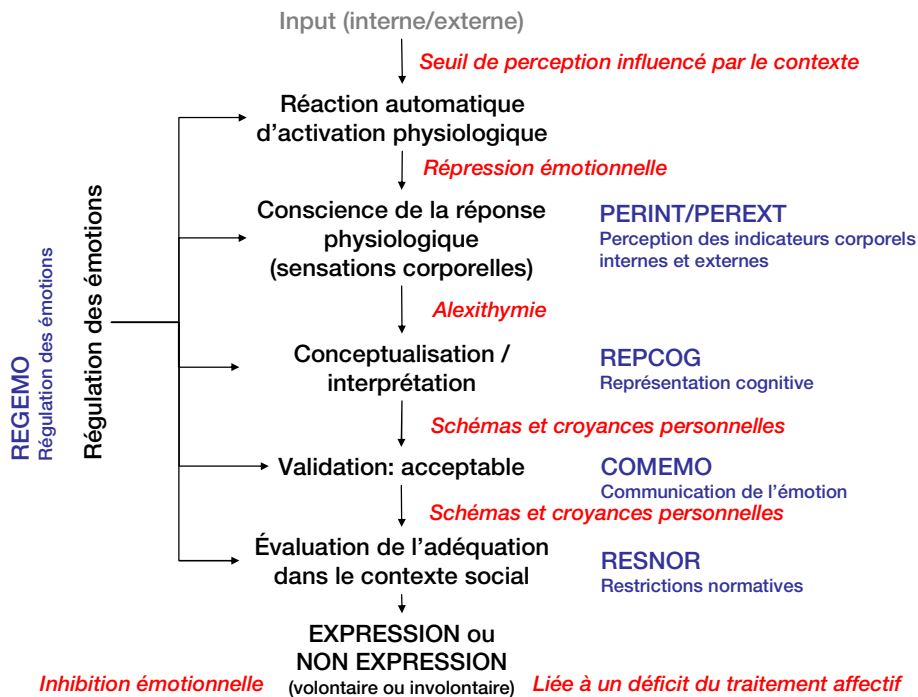 Input (interne/externe)
Seuil de perception influencé par le contexte
Réaction automatique
d'activation physiologique
Répression émotionnelle
Conscience de la réponse
physiologique
(sensations corporelles)
PERINT/PEREXT
Perception des indicateurs corporels
internes et externes
Alexithymie
REGEMO
Régulation des émotions
Régulation des émotions
Conceptualisation /
interprétation
REPCOG
Représentation cognitive
Schémas et croyances personnelles
Validation: acceptable
COMEMO
Communication de l'émotion
Schémas et croyances personnelles
Évaluation de l'adéquation
dans le contexte social
RESNOR
Restrictions normatives
EXPRESSION ou
NON EXPRESSION
(volontaire ou involontaire)
Inhibition émotionnelle
Liée à un déficit du traitement affectif